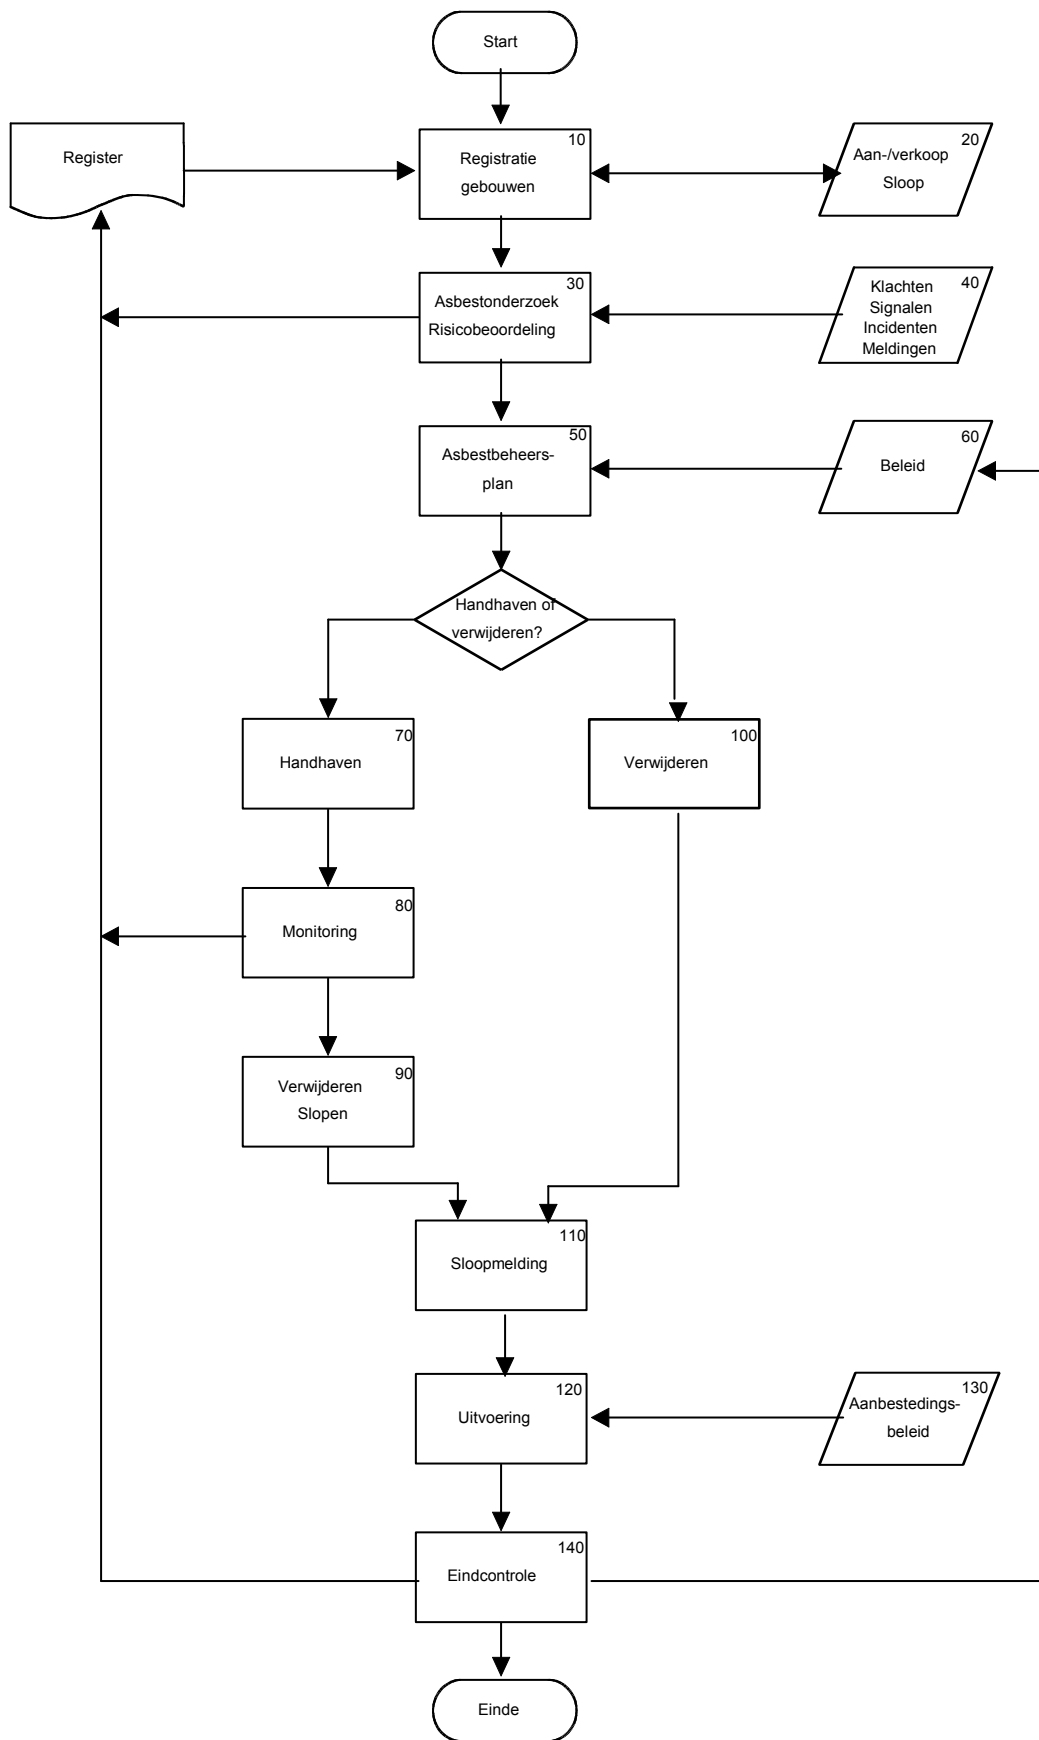 Start
Register
10
Registratie
gebouwen
20
Aan-/verkoop
Sloop
30
Asbestonderzoek
Risicobeoordeling
40
Klachten
Signalen
Incidenten
Meldingen
50
Asbestbeheers-
plan
60
Beleid
Handhaven of
verwijderen?
70
Handhaven
100
Verwijderen
80
Monitoring
90
Verwijderen
Slopen
110
Sloopmelding
120
Uitvoering
130
Aanbestedings-
beleid
140
Eindcontrole
Einde